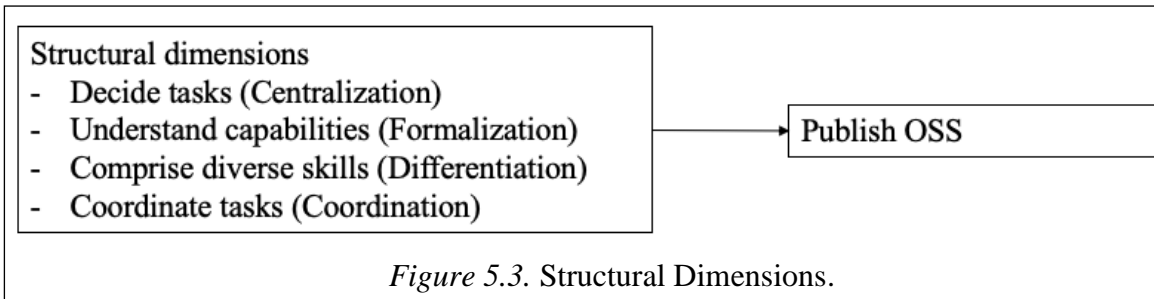 Structural dimensions
- Decide tasks (Centralization)
- Understand capabilities (Formalization)
- Comprise diverse skills (Differentiation)
- Coordinate tasks (Coordination)
Publish OSS
Figure 5.3. Structural Dimensions.